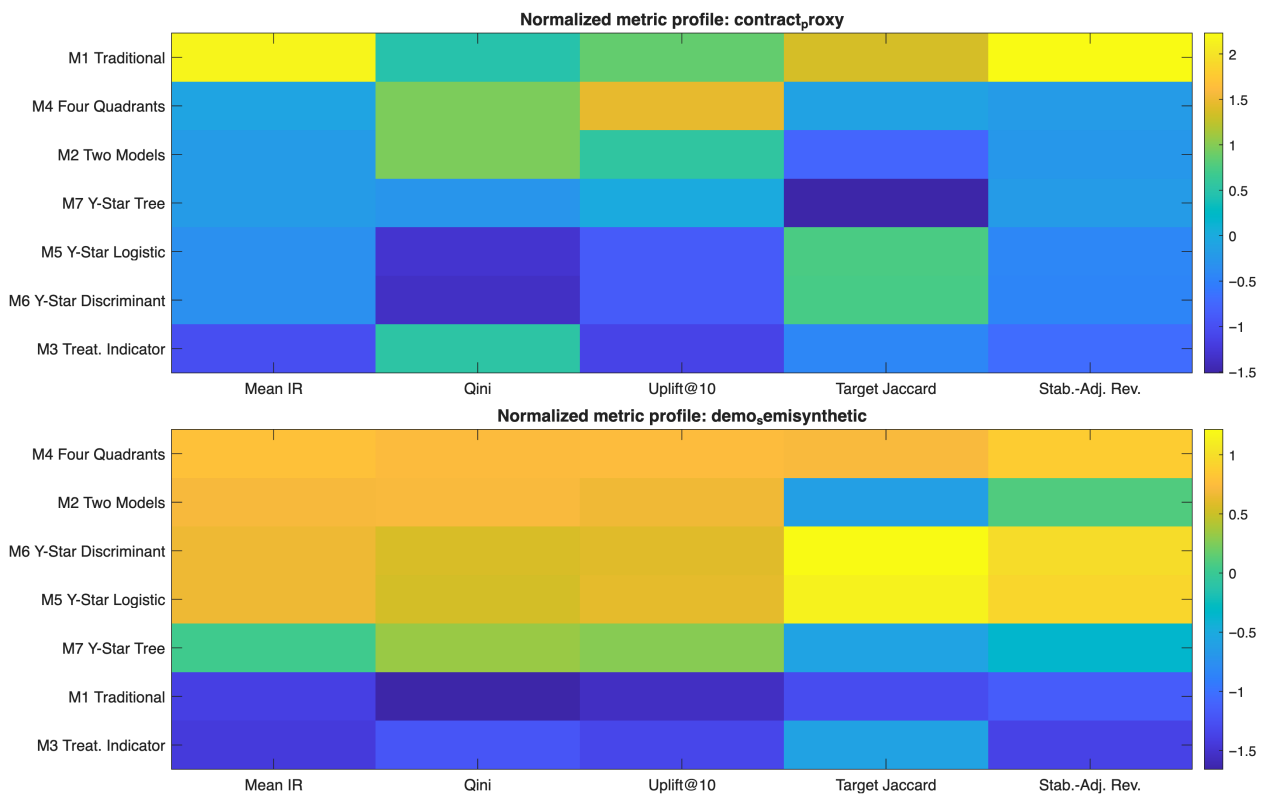 Normalized metric profile: contractₚroxy
M1 Traditional
M4 Four Quadrants
M2 Two Models
M7 Y-Star Tree
M5 Y-Star Logistic
M6 Y-Star Discriminant
M3 Treat. Indicator
Mean IR Qini Uplift@10 Target Jaccard Stab.-Adj. Rev.
2
1.5
1
0.5
0
−0.5
−1
−1.5
Normalized metric profile: demoₛemisynthetic
M4 Four Quadrants
M2 Two Models
M6 Y-Star Discriminant
M5 Y-Star Logistic
M7 Y-Star Tree
M1 Traditional
M3 Treat. Indicator
Mean IR Qini Uplift@10 Target Jaccard Stab.-Adj. Rev.
1
0.5
0
−0.5
−1
−1.5